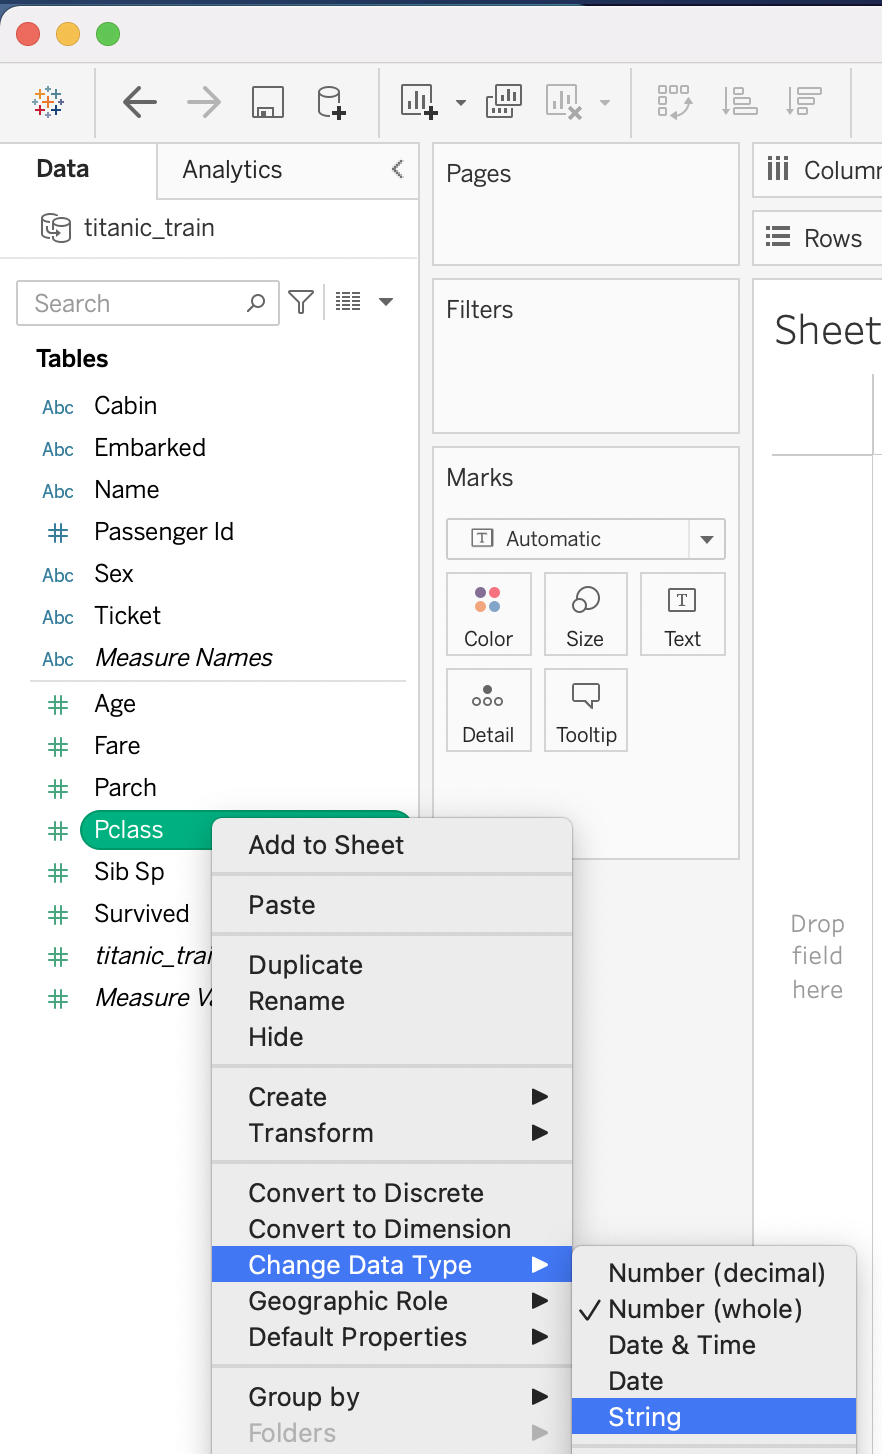 Data
Analytics
titanic_train
Search
Tables
Abc Cabin
Abc Embarked
Abc Name
# Passenger Id
Abc Sex
Abc Ticket
Abc Measure Names
# Age
# Fare
# Parch
# Pclass
# Sib Sp
# Survived
# titanic_trai
# Measure Va
Pages
Filters
Marks
T Automatic
Color
Size
T
Text
Detail
Tooltip
Column
Rows
Sheet
Drop
field
here
Add to Sheet
Paste
Duplicate
Rename
Hide
Create
Transform
Convert to Discrete
Convert to Dimension
Change Data Type
Geographic Role
Default Properties
Group by
Folders
Number (decimal)
✓ Number (whole)
Date & Time
Date
String